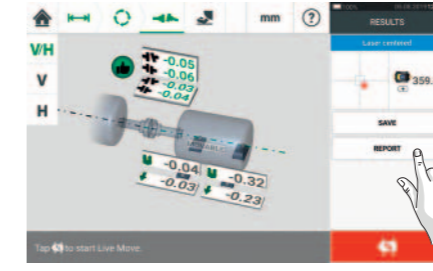 mm
?
100%
RESULTS
Laser centered
V/H
V
H
-0.05
-0.06
-0.03
-0.04
359.
SAVE
REPORT
-0.04
-0.03
-0.32
-0.23
Tap to start Live Move.